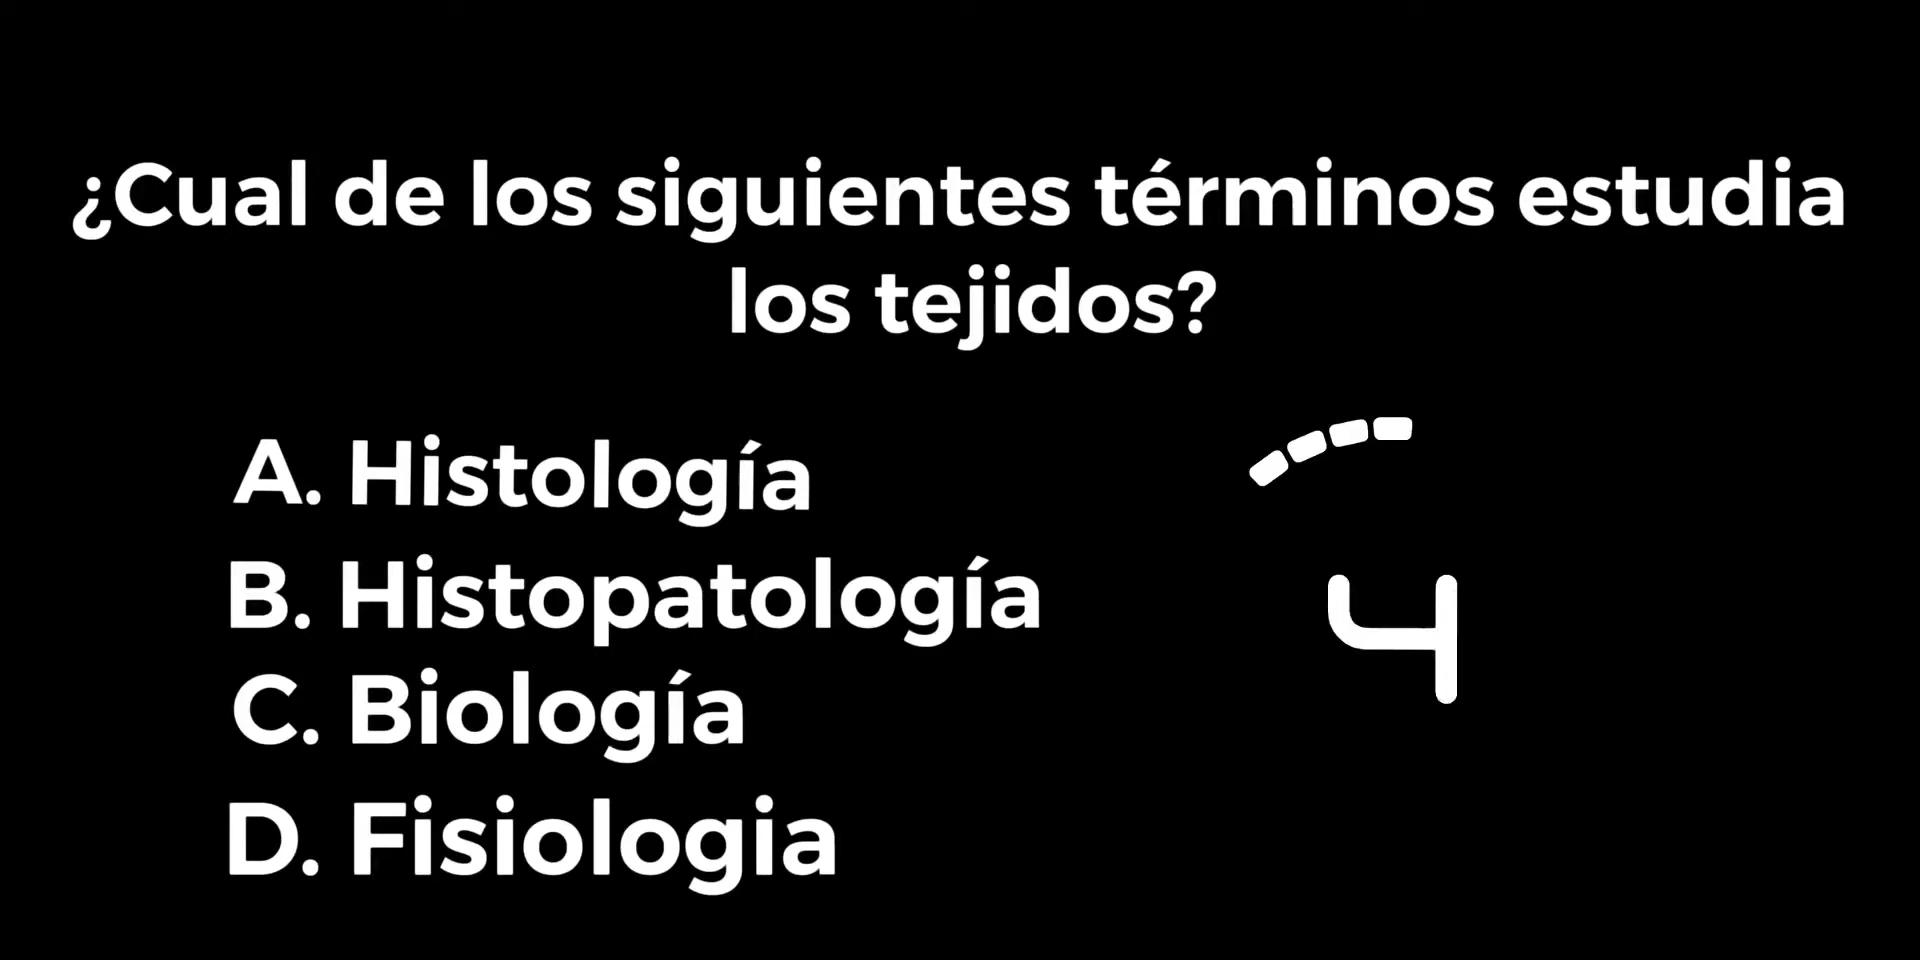 ¿Cual de los siguientes términos estudia
los tejidos?
A. Histología
B. Histopatología
C. Biología
D. Fisiologia
4